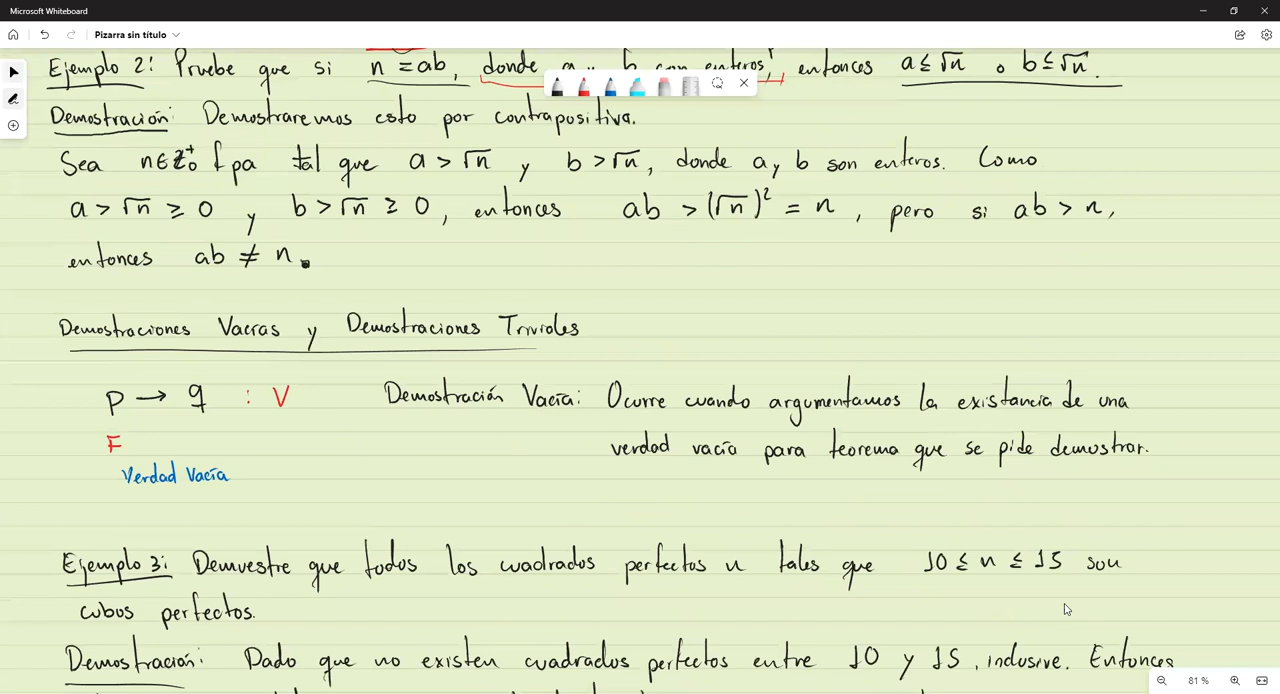 Microsoft Whiteboard
Pizarra sin título
Ejemplo 2: Pruebe que si n = ab, donde a y b son enteros, entonces a ≤ √n o b ≤ √n.
Demostración: Demostraremos esto por contrapositiva.
Sea n ∈ Z₀⁺ tal que a > √n y b > √n, donde a y b son enteros. Como
a > √n ≥ 0 y b > √n ≥ 0, entonces ab > (√n)² = n, pero si ab > n,
entonces ab ≠ n.
Demostraciones Vacías y Demostraciones Triviales
p → q : V Demostración Vacía: Ocurre cuando argumentamos la existancia de una
F verdad vacía para teorema que se pide demostrar.
Verdad Vacía
Ejemplo 3: Demuestre que todos los cuadrados perfectos n tales que 10 ≤ n ≤ 15 son
cubos perfectos.
Demostración: Dado que no existen cuadrados perfectos entre 10 y 15, inclusive. Entonces
81 %